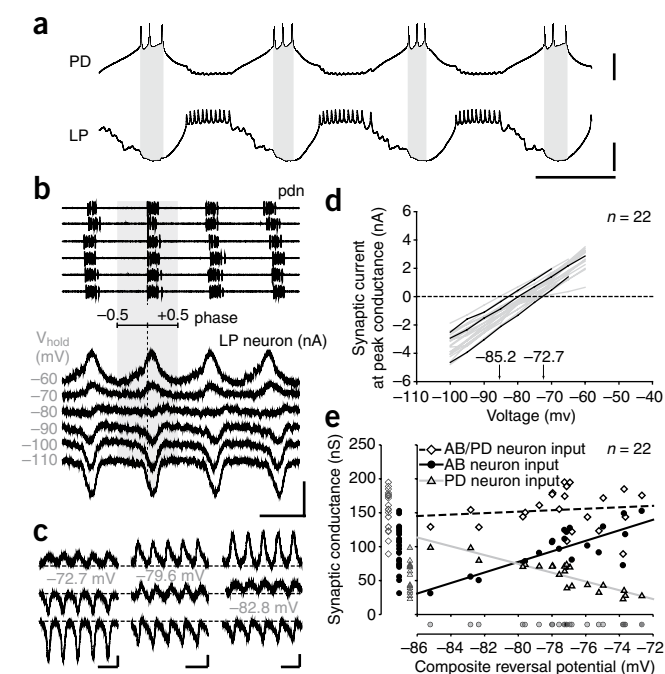 a
PD
LP
b
pdn
−0.5 +0.5 phase
V hold (mV)
LP neuron (nA)
−60
−70
−80
−90
−100
−110
c
−72.7 mV
−79.6 mV
−82.8 mV
d
n = 22
Synaptic current
at peak conductance (nA)
6
4
2
0
−2
−4
−6
−85.2 −72.7
−110 −100 −90 −80 −70 −60 −50 −40
Voltage (mv)
e
n = 22
AB/PD neuron input
AB neuron input
PD neuron input
Synaptic conductance (nS)
250
200
150
100
50
0
0
−86 −84 −82 −80 −78 −76 −74 −72
Composite reversal potential (mV)